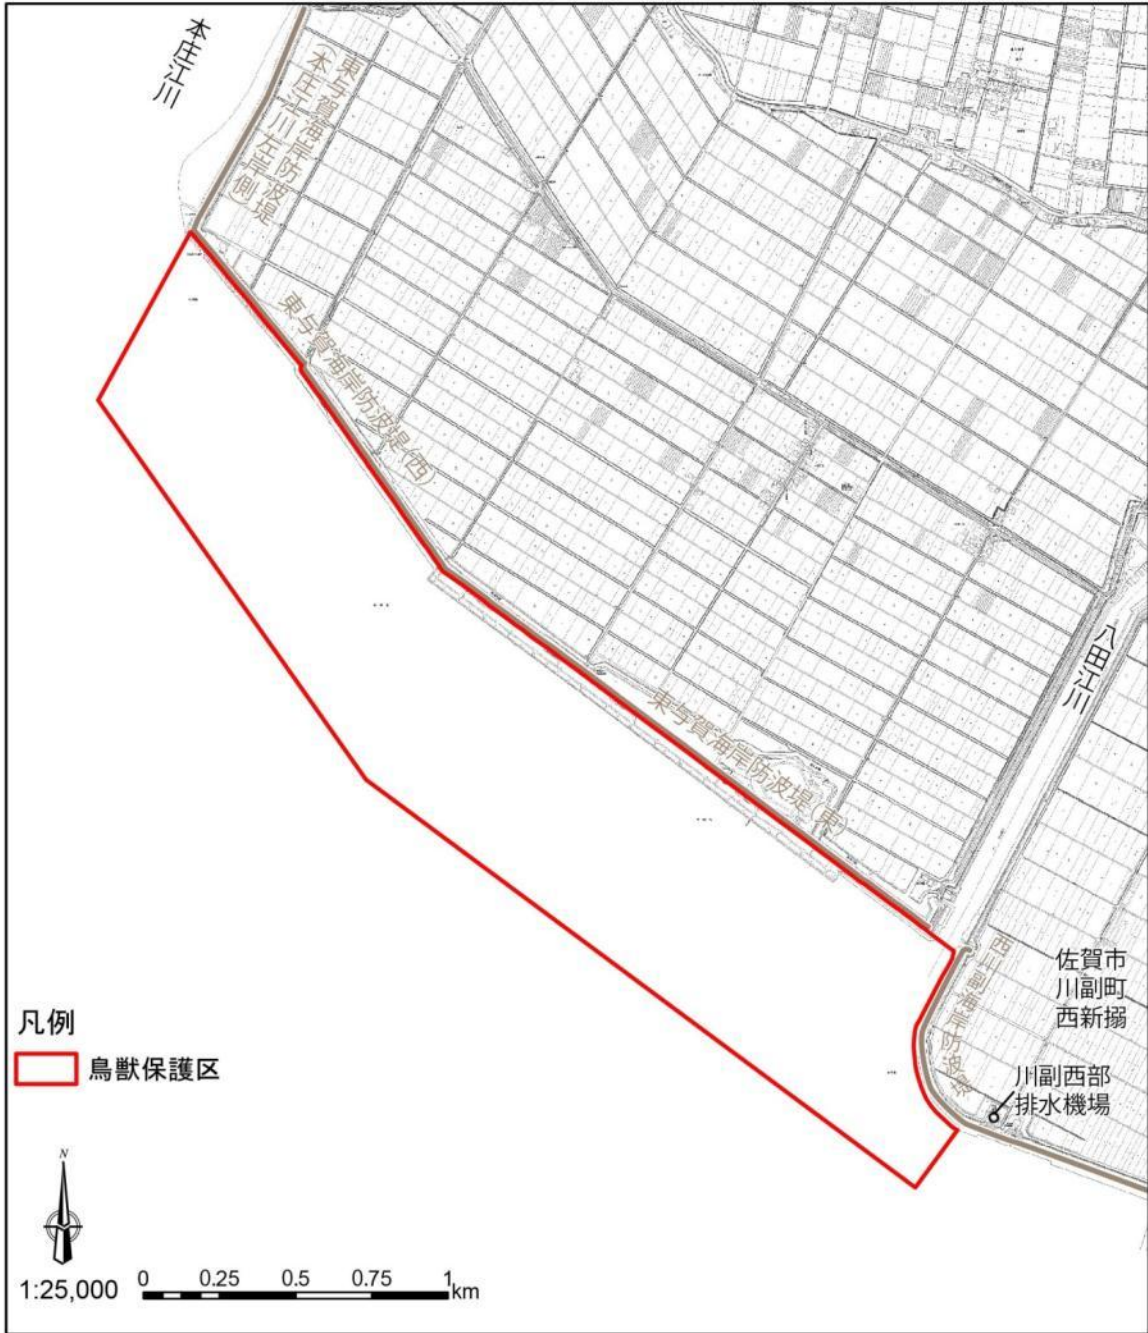 本庄江川
東与賀海岸防波堤
(本庄江川左岸側)
東与賀海岸防波堤(西)
八田江川
東与賀海岸防波堤(東)
西川副海岸防波堤
佐賀市
川副町
西新搦
川副西部
排水機場
凡例
鳥獣保護区
N
1:25,000
0 0.25 0.5 0.75 1
km